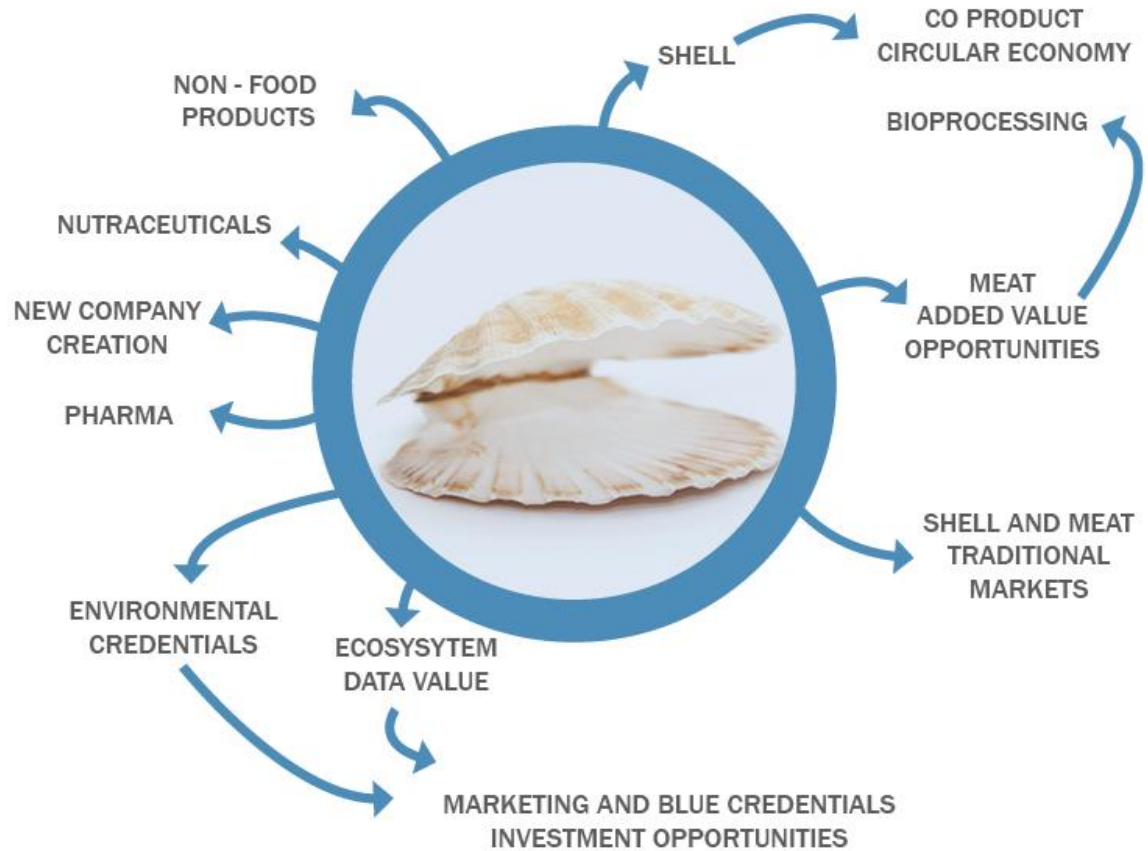 SHELL
CO PRODUCT
CIRCULAR ECONOMY
BIOPROCESSING
MEAT
ADDED VALUE
OPPORTUNITIES
SHELL AND MEAT
TRADITIONAL
MARKETS
NON - FOOD
PRODUCTS
NUTRACEUTICALS
NEW COMPANY
CREATION
PHARMA
ENVIRONMENTAL
CREDENTIALS
ECOSYSYTEM
DATA VALUE
MARKETING AND BLUE CREDENTIALS
INVESTMENT OPPORTUNITIES